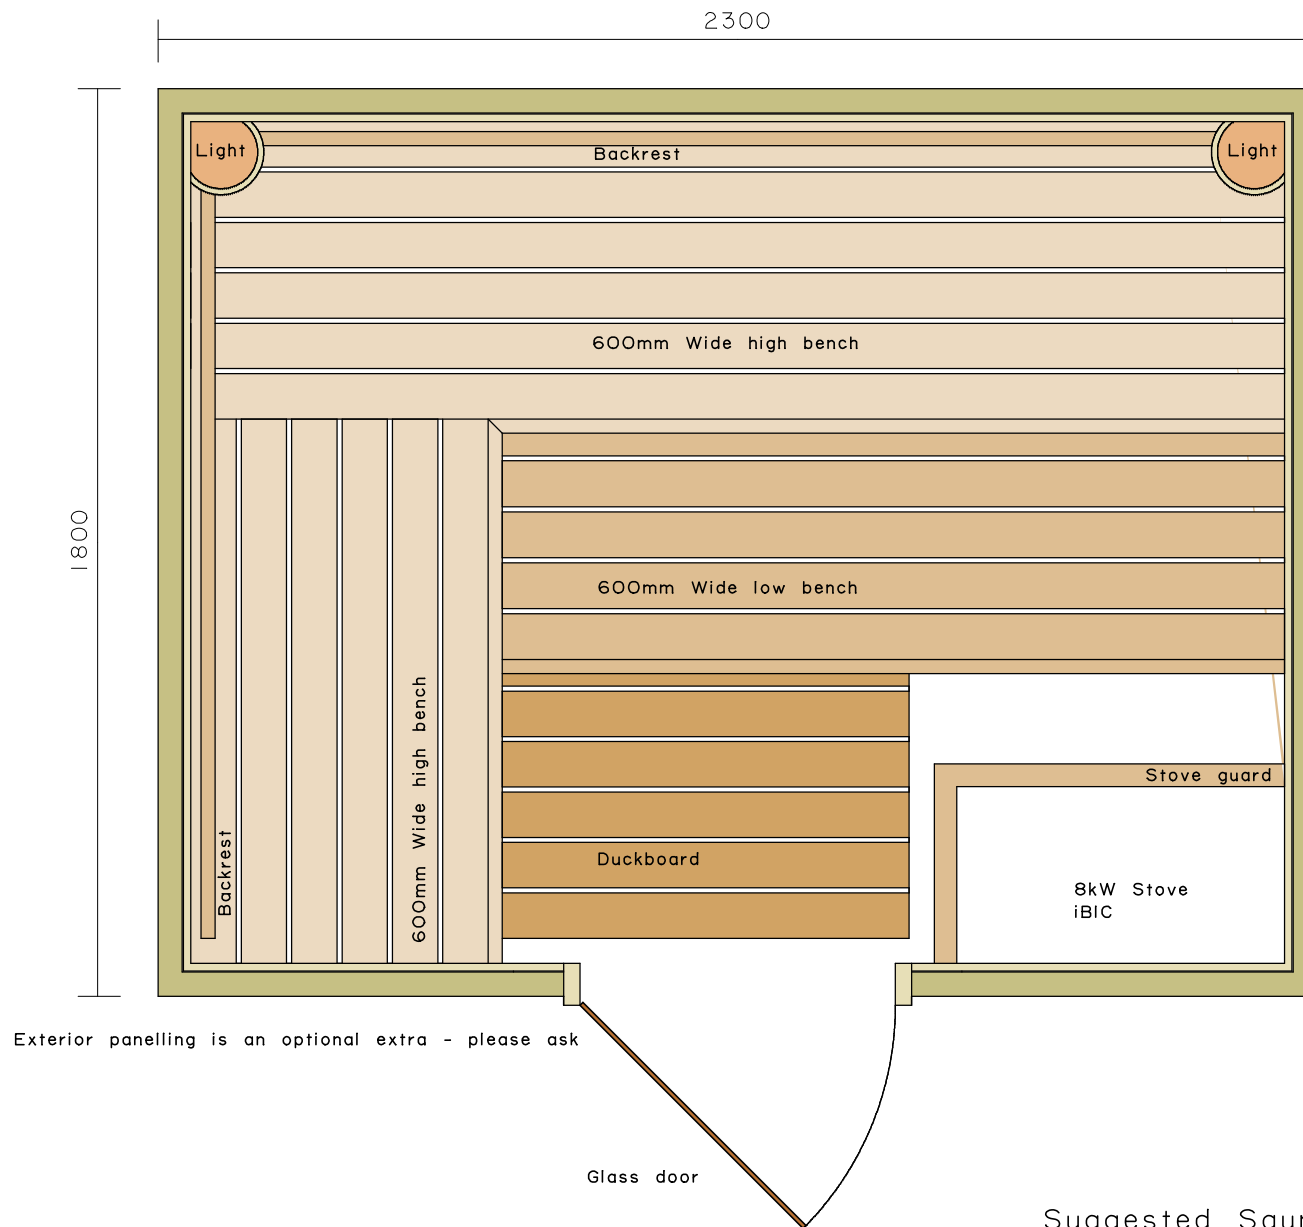 2300
Light
Backrest
Light
600mm Wide high bench
1800
600mm Wide low bench
600mm Wide high bench
Backrest
Stove guard
Duckboard
8kW Stove
iBIC
Exterior panelling is an optional extra - please ask
Glass door
Suggested